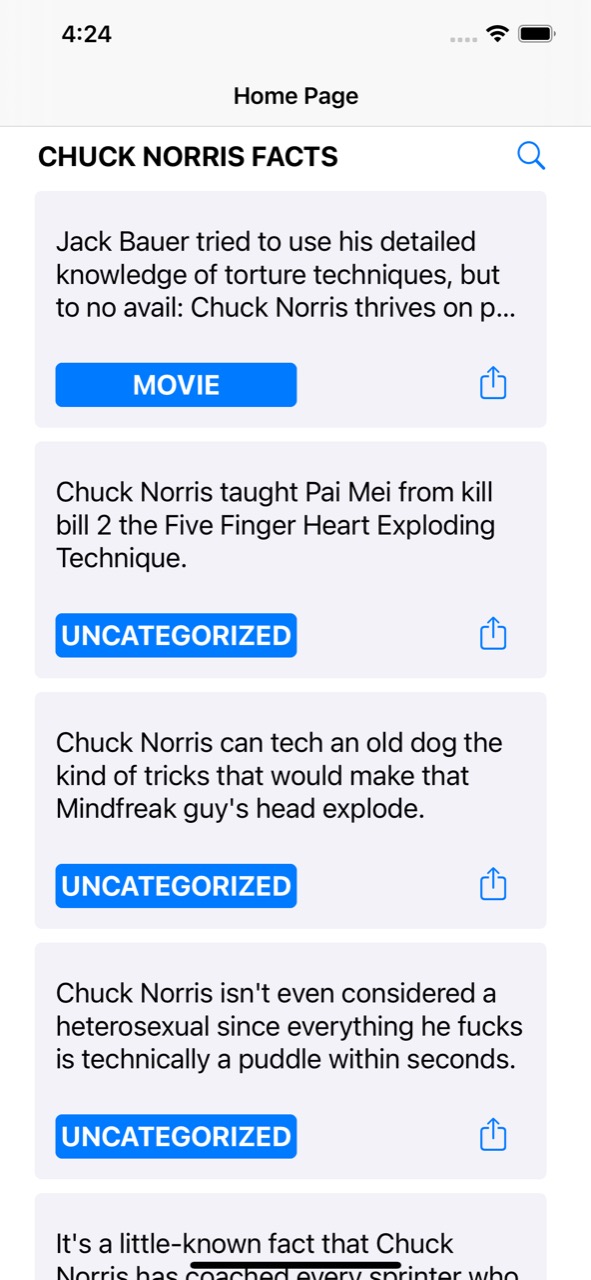 4:24
Home Page
CHUCK NORRIS FACTS
Jack Bauer tried to use his detailed
knowledge of torture techniques, but
to no avail: Chuck Norris thrives on p...
MOVIE
Chuck Norris taught Pai Mei from kill
bill 2 the Five Finger Heart Exploding
Technique.
UNCATEGORIZED
Chuck Norris can tech an old dog the
kind of tricks that would make that
Mindfreak guy's head explode.
UNCATEGORIZED
Chuck Norris isn't even considered a
heterosexual since everything he fucks
is technically a puddle within seconds.
UNCATEGORIZED
It's a little-known fact that Chuck
Norris has coached every sprinter who